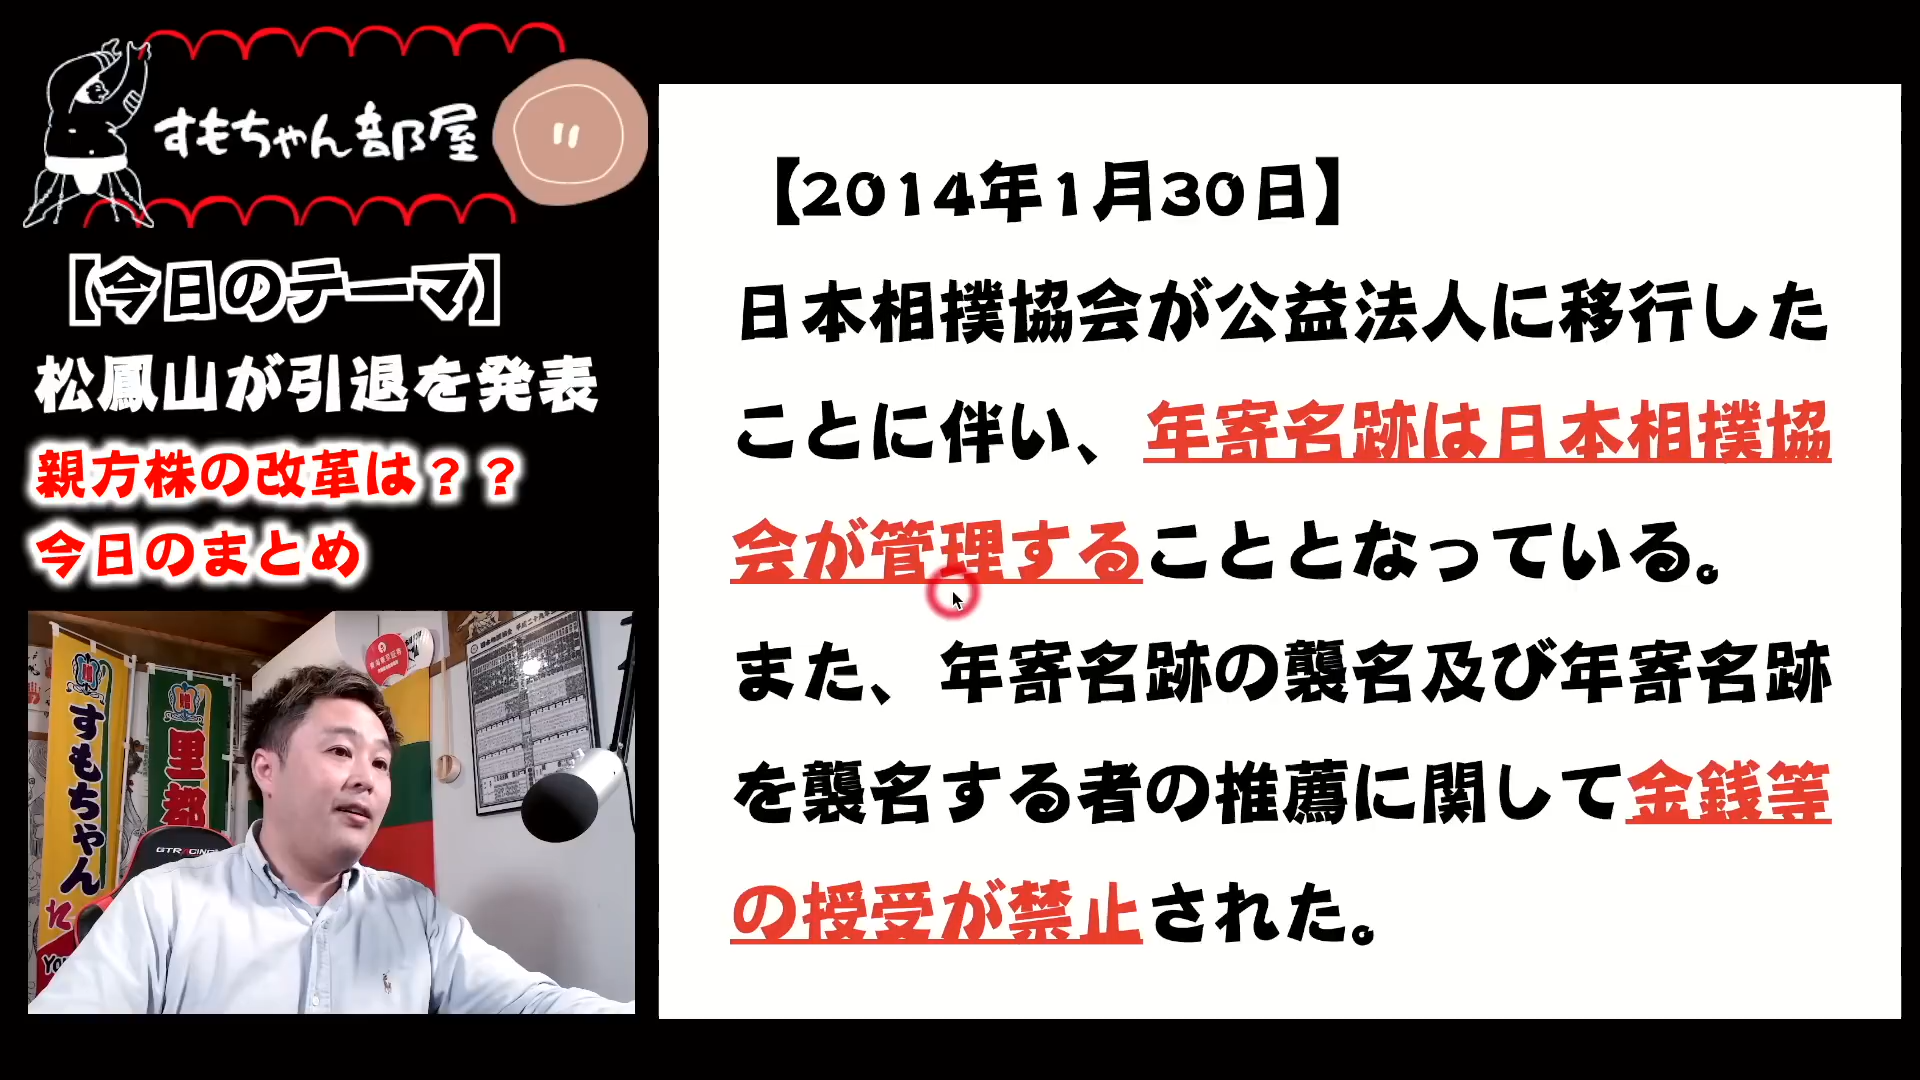 すもちゃん部屋
【今日のテーマ】
松鳳山が引退を発表
親方株の改革は？？
今日のまとめ
【2014年1月30日】
日本相撲協会が公益法人に移行した
ことに伴い、年寄名跡は日本相撲協
会が管理することとなっている。
また、年寄名跡の襲名及び年寄名跡
を襲名する者の推薦に関して金銭等
の授受が禁止された。
すもちゃん
里都
GTRACING